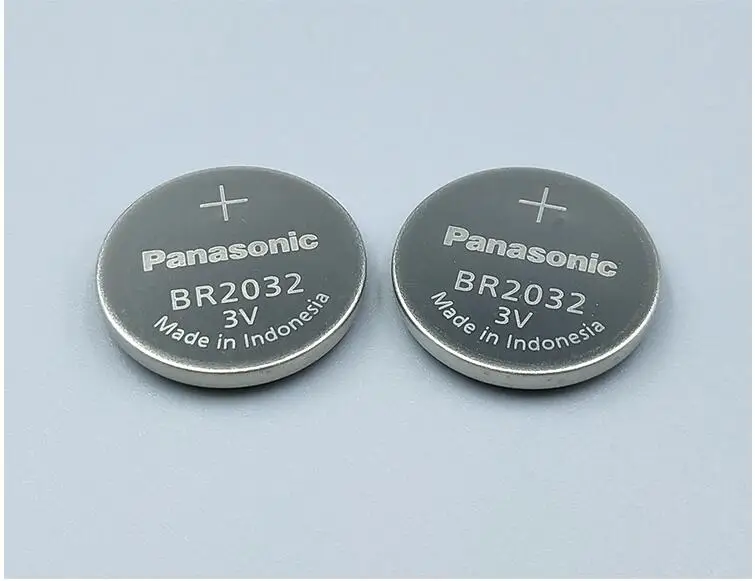 +
Panasonic
BR2032
3V
Made in Indonesia
+
Panasonic
BR2032
3V
Made in Indonesia